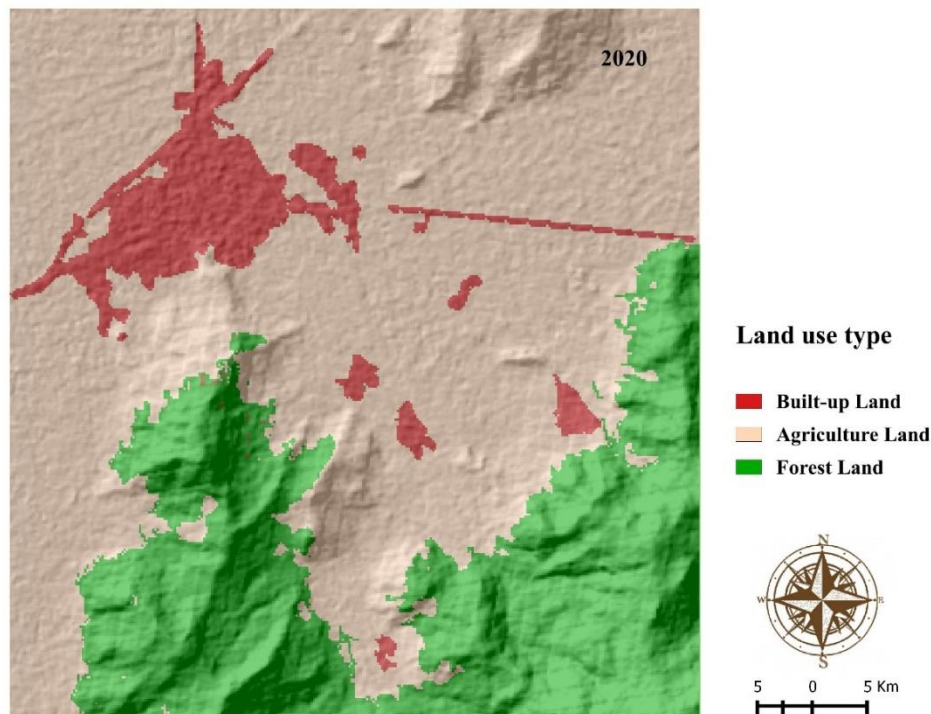 2020
Land use type
Built-up Land
Agriculture Land
Forest Land
N
W E
S
5 0 5 Km